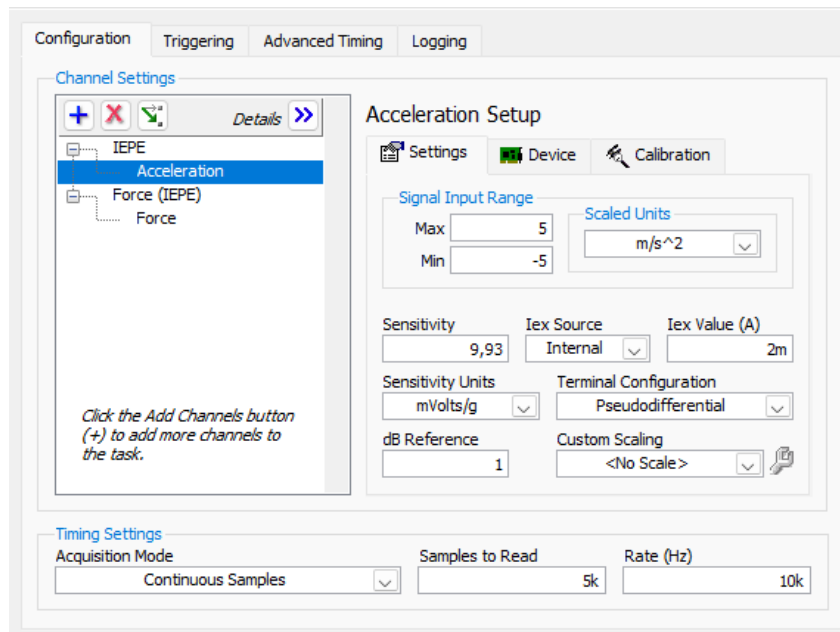 Configuration Triggering Advanced Timing Logging
Channel Settings
Details
IEPE
Acceleration
Force (IEPE)
Force
Click the Add Channels button
(+) to add more channels to
the task.
Acceleration Setup
Settings Device Calibration
Signal Input Range
Max 5
Min -5
Scaled Units
m/s^2
Sensitivity Iex Source Iex Value (A)
9,93 Internal 2m
Sensitivity Units Terminal Configuration
mVolts/g Pseudodifferential
dB Reference Custom Scaling
1 <No Scale>
Timing Settings
Acquisition Mode Samples to Read Rate (Hz)
Continuous Samples 5k 10k